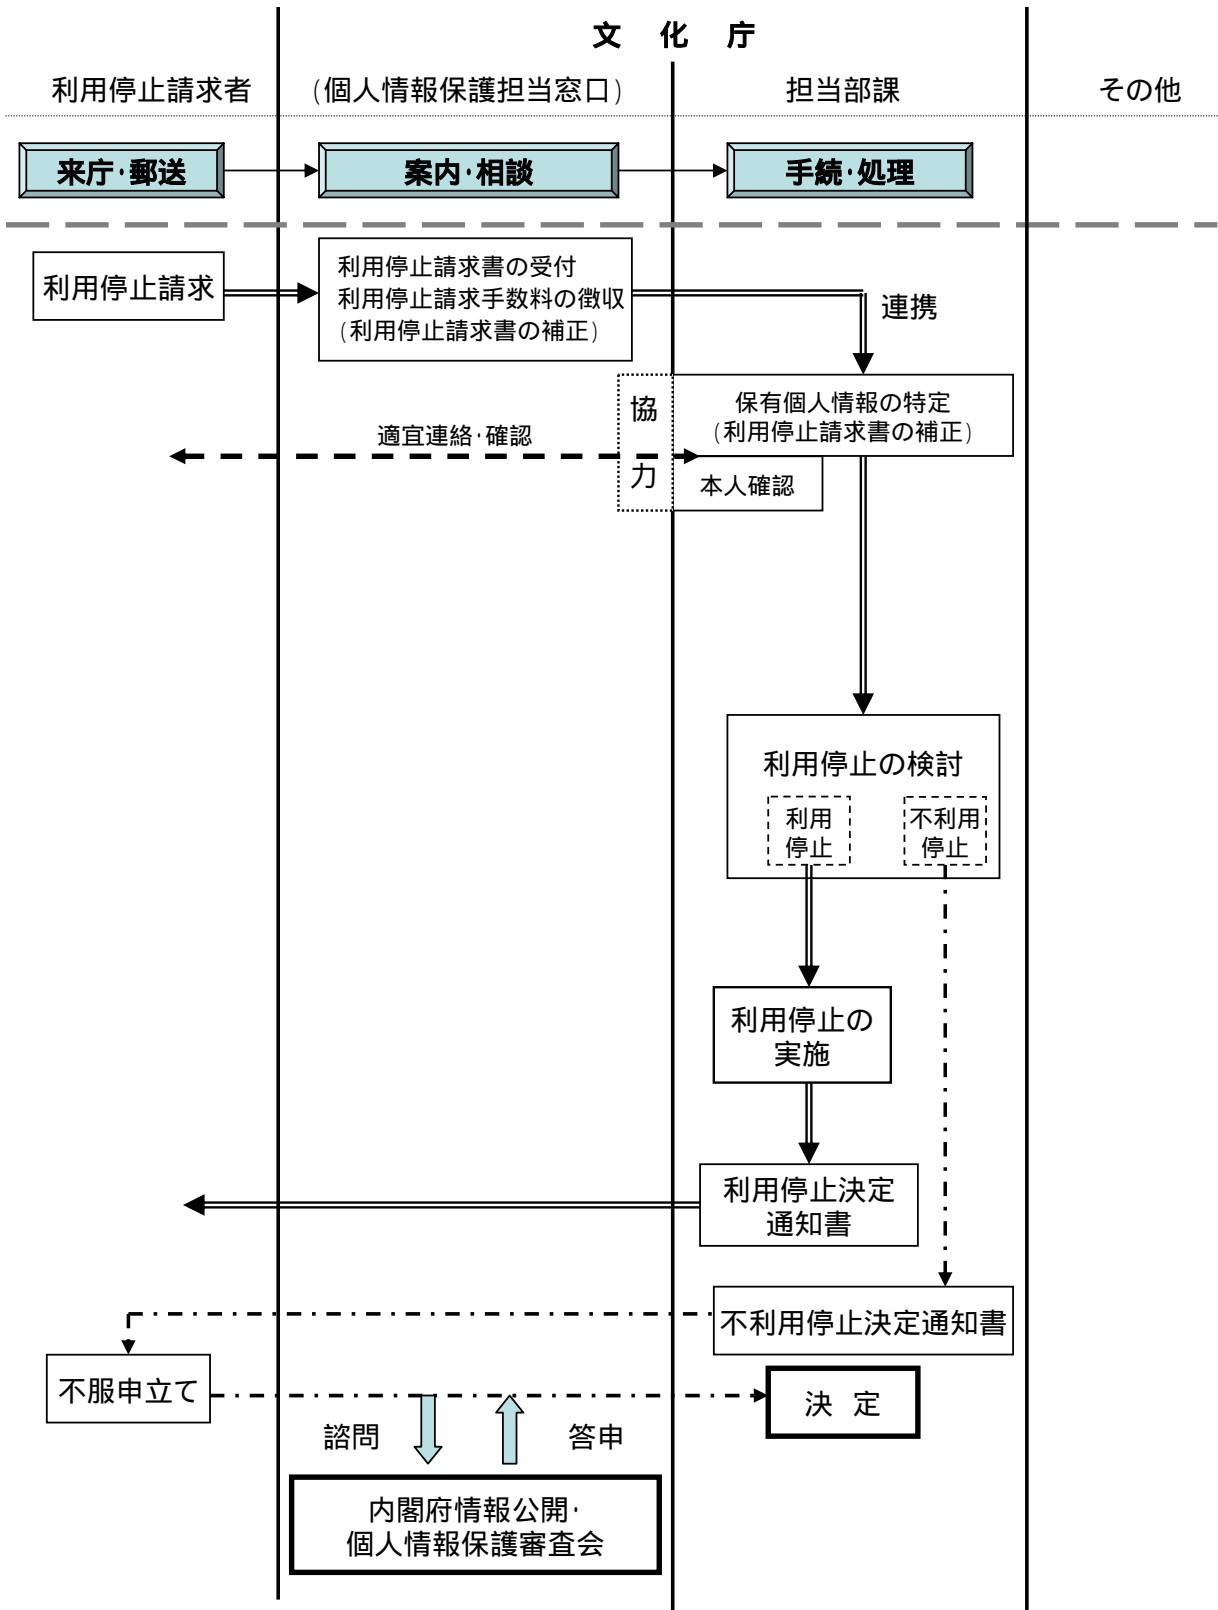 文 化 庁
利用停止請求者
(個人情報保護担当窓口)
担当部課
その他
来庁・郵送
案内・相談
手続・処理
利用停止請求
利用停止請求書の受付
利用停止請求手数料の徴収
(利用停止請求書の補正)
連携
協
力
保有個人情報の特定
(利用停止請求書の補正)
適宜連絡・確認
本人確認
利用停止の検討
利用
停止
不利用
停止
利用停止の
実施
利用停止決定
通知書
不利用停止決定通知書
不服申立て
決 定
諮問
答申
内閣府情報公開・
個人情報保護審査会